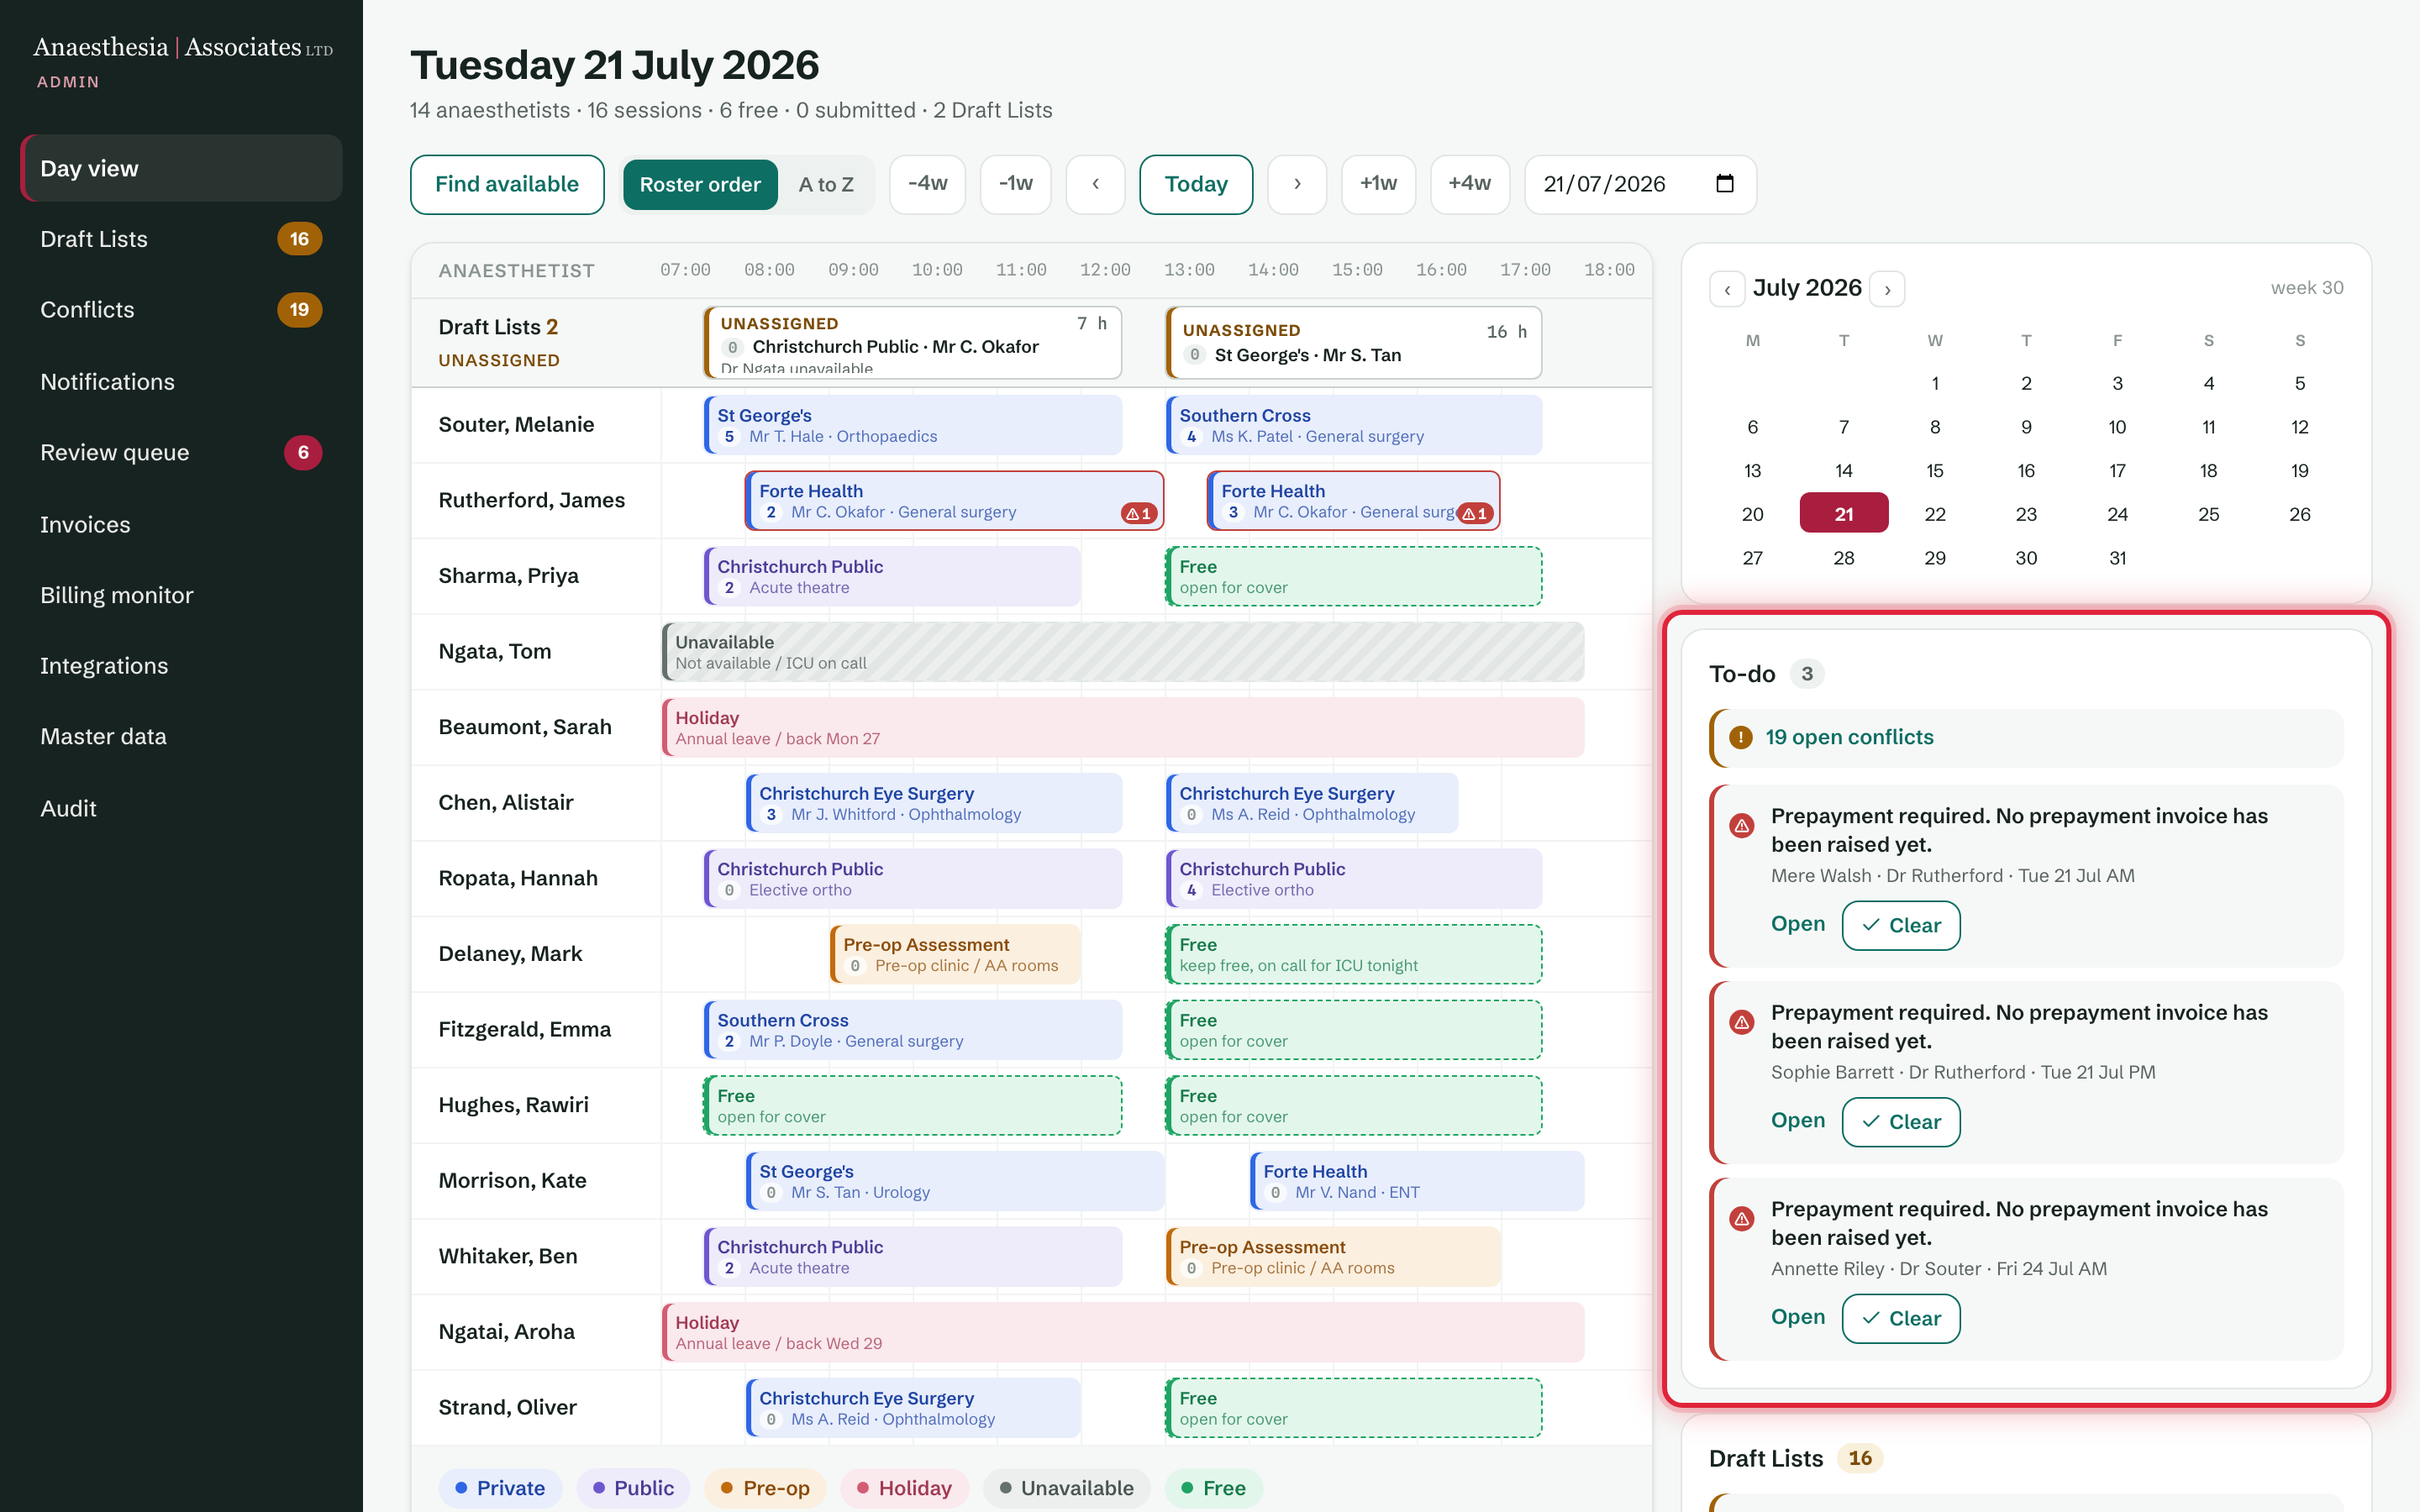 Anaesthesia | Associates LTD
ADMIN
Day view
Draft Lists 16
Conflicts 19
Notifications
Review queue 6
Invoices
Billing monitor
Integrations
Master data
Audit
Tuesday 21 July 2026
14 anaesthetists · 16 sessions · 6 free · 0 submitted · 2 Draft Lists
Find available Roster order A to Z -4w -1w ‹ Today › +1w +4w 21/07/2026
ANAESTHETIST 07:00 08:00 09:00 10:00 11:00 12:00 13:00 14:00 15:00 16:00 17:00 18:00
Draft Lists 2
UNASSIGNED
UNASSIGNED 7 h
0 Christchurch Public · Mr C. Okafor
Dr Ngata unavailable
UNASSIGNED 16 h
0 St George's · Mr S. Tan
Souter, Melanie
St George's
5 Mr T. Hale · Orthopaedics
Southern Cross
4 Ms K. Patel · General surgery
Rutherford, James
Forte Health
2 Mr C. Okafor · General surgery 1
Forte Health
3 Mr C. Okafor · General surg 1
Sharma, Priya
Christchurch Public
2 Acute theatre
Free
open for cover
Ngata, Tom
Unavailable
Not available / ICU on call
Beaumont, Sarah
Holiday
Annual leave / back Mon 27
Chen, Alistair
Christchurch Eye Surgery
3 Mr J. Whitford · Ophthalmology
Christchurch Eye Surgery
0 Ms A. Reid · Ophthalmology
Ropata, Hannah
Christchurch Public
0 Elective ortho
Christchurch Public
4 Elective ortho
Delaney, Mark
Pre-op Assessment
0 Pre-op clinic / AA rooms
Free
keep free, on call for ICU tonight
Fitzgerald, Emma
Southern Cross
2 Mr P. Doyle · General surgery
Free
open for cover
Hughes, Rawiri
Free
open for cover
Free
open for cover
Morrison, Kate
St George's
0 Mr S. Tan · Urology
Forte Health
0 Mr V. Nand · ENT
Whitaker, Ben
Christchurch Public
2 Acute theatre
Pre-op Assessment
0 Pre-op clinic / AA rooms
Ngatai, Aroha
Holiday
Annual leave / back Wed 29
Strand, Oliver
Christchurch Eye Surgery
0 Ms A. Reid · Ophthalmology
Free
open for cover
Private Public Pre-op Holiday Unavailable Free
‹ July 2026 › week 30
M T W T F S S
1 2 3 4 5
6 7 8 9 10 11 12
13 14 15 16 17 18 19
20 21 22 23 24 25 26
27 28 29 30 31
To-do 3
! 19 open conflicts
Prepayment required. No prepayment invoice has
been raised yet.
Mere Walsh · Dr Rutherford · Tue 21 Jul AM
Open ✓ Clear
Prepayment required. No prepayment invoice has
been raised yet.
Sophie Barrett · Dr Rutherford · Tue 21 Jul PM
Open ✓ Clear
Prepayment required. No prepayment invoice has
been raised yet.
Annette Riley · Dr Souter · Fri 24 Jul AM
Open ✓ Clear
Draft Lists 16